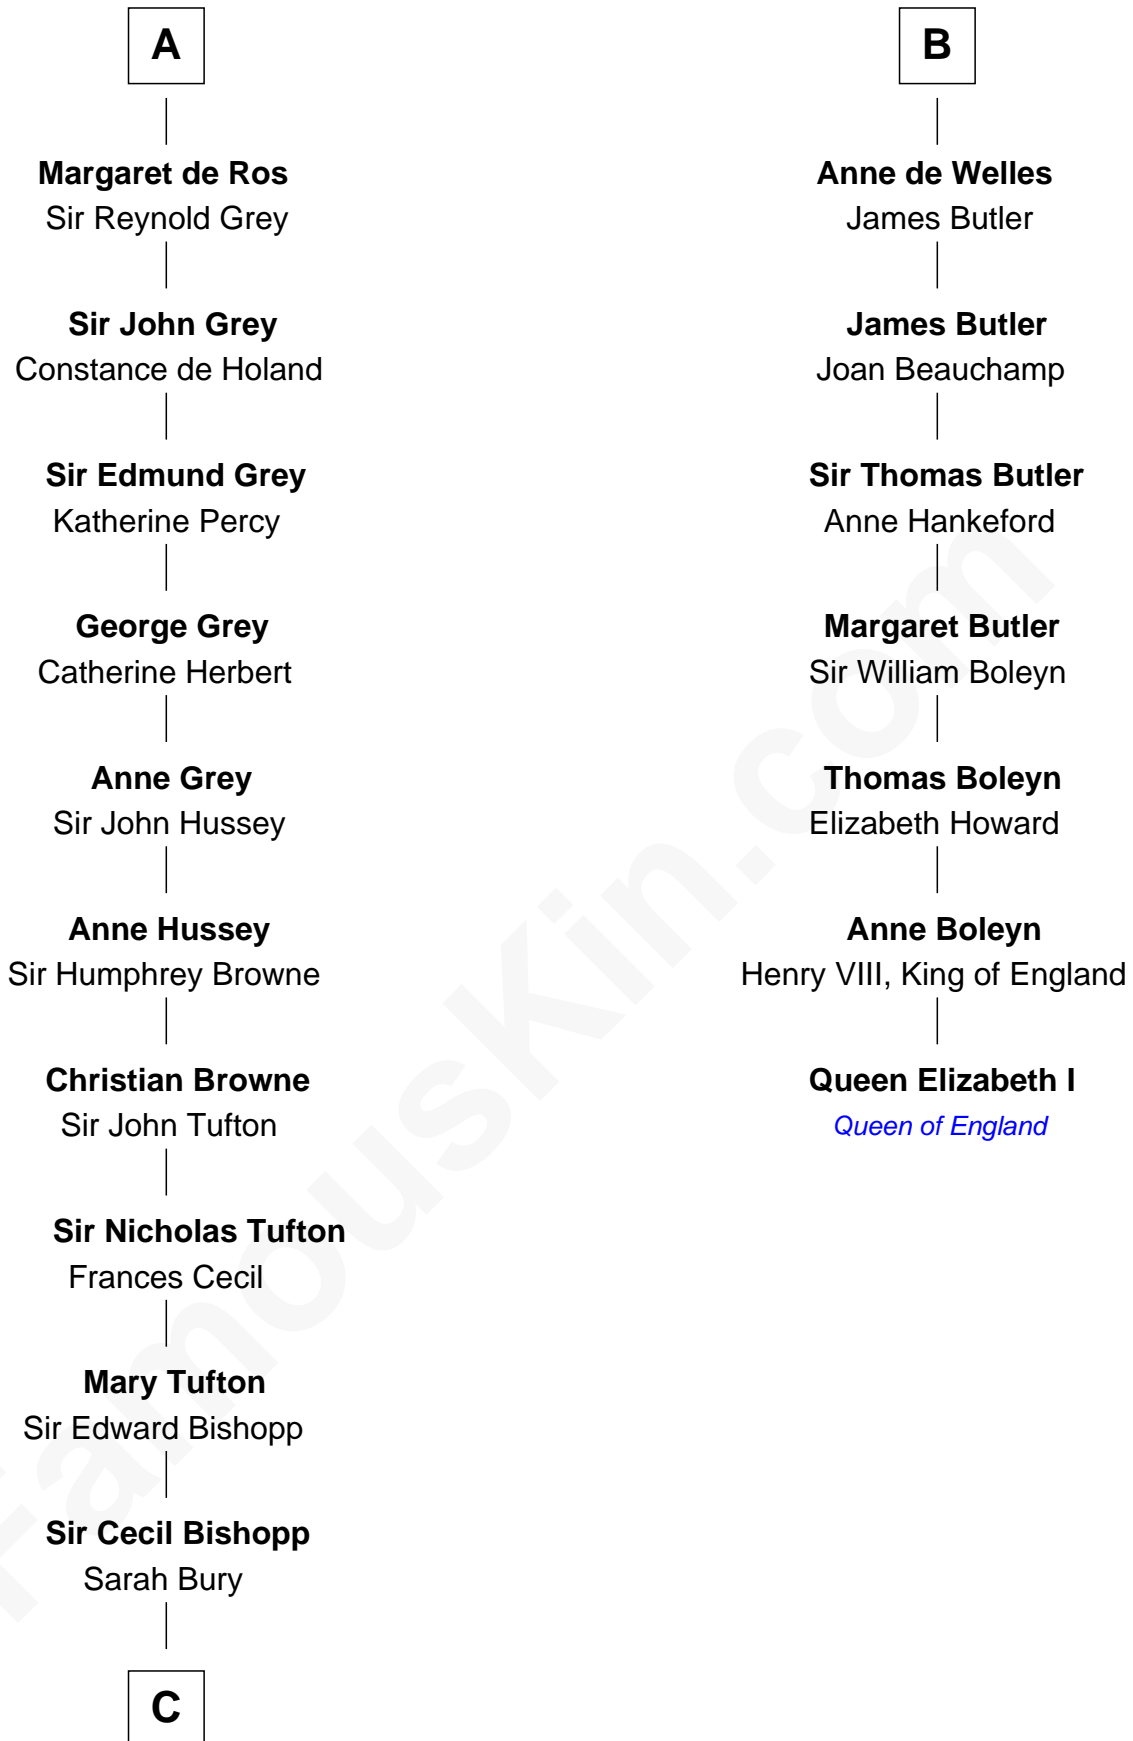 A
Margaret de Ros
Sir Reynold Grey
Sir John Grey
Constance de Holand
Sir Edmund Grey
Katherine Percy
George Grey
Catherine Herbert
Anne Grey
Sir John Hussey
Anne Hussey
Sir Humphrey Browne
Christian Browne
Sir John Tufton
Sir Nicholas Tufton
Frances Cecil
Mary Tufton
Sir Edward Bishopp
Sir Cecil Bishopp
Sarah Bury
C
B
Anne de Welles
James Butler
James Butler
Joan Beauchamp
Sir Thomas Butler
Anne Hankeford
Margaret Butler
Sir William Boleyn
Thomas Boleyn
Elizabeth Howard
Anne Boleyn
Henry VIII, King of England
Queen Elizabeth I
Queen of England
FamousKin.com